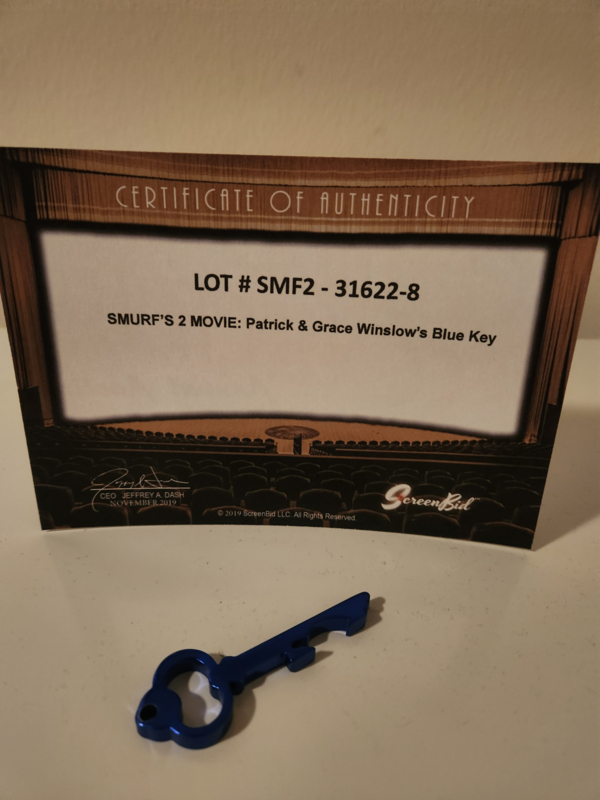 CERTIFICATE OF AUTHENTICITY
LOT # SMF2 - 31622-8
SMURF'S 2 MOVIE: Patrick & Grace Winslow's Blue Key
CEO JEFFREY A. DASH
NOVEMBER 2019
ScreenBid
© 2019 ScreenBid LLC. All Rights Reserved.